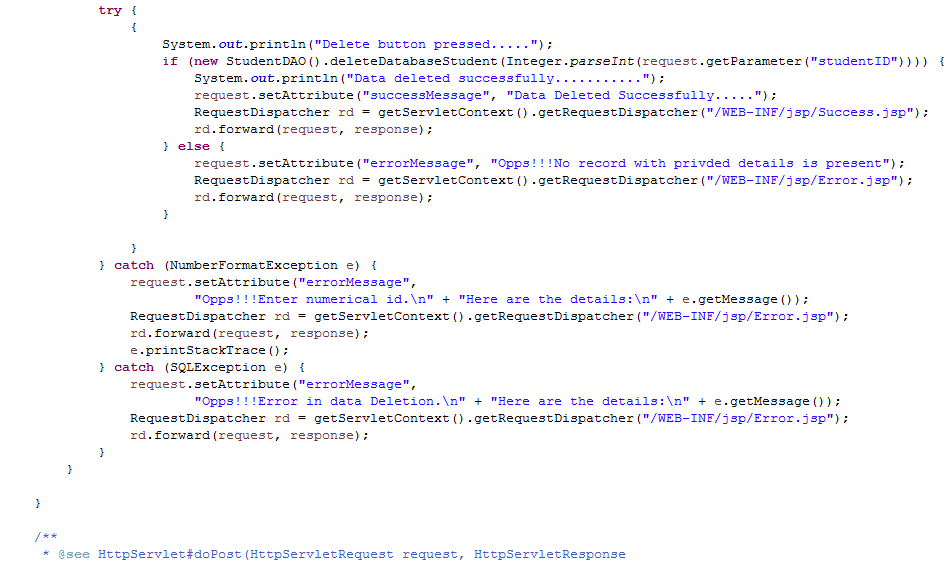 try {
{
System.out.println("Delete button pressed.....");
if (new StudentDAO().deleteDatabaseStudent(Integer.parseInt(request.getParameter("studentID")))) {
System.out.println("Data deleted successfully...........");
request.setAttribute("successMessage", "Data Deleted Successfully.....");
RequestDispatcher rd = getServletContext().getRequestDispatcher("/WEB-INF/jsp/Success.jsp");
rd.forward(request, response);
} else {
request.setAttribute("errorMessage", "Opps!!!No record with privded details is present");
RequestDispatcher rd = getServletContext().getRequestDispatcher("/WEB-INF/jsp/Error.jsp");
rd.forward(request, response);
}
}
} catch (NumberFormatException e) {
request.setAttribute("errorMessage",
"Opps!!!Enter numerical id.\n" + "Here are the details:\n" + e.getMessage());
RequestDispatcher rd = getServletContext().getRequestDispatcher("/WEB-INF/jsp/Error.jsp");
rd.forward(request, response);
e.printStackTrace();
} catch (SQLException e) {
request.setAttribute("errorMessage",
"Opps!!!Error in data Deletion.\n" + "Here are the details:\n" + e.getMessage());
RequestDispatcher rd = getServletContext().getRequestDispatcher("/WEB-INF/jsp/Error.jsp");
rd.forward(request, response);
}
}
}
/**
* @see HttpServlet#doPost(HttpServletRequest request, HttpServletResponse